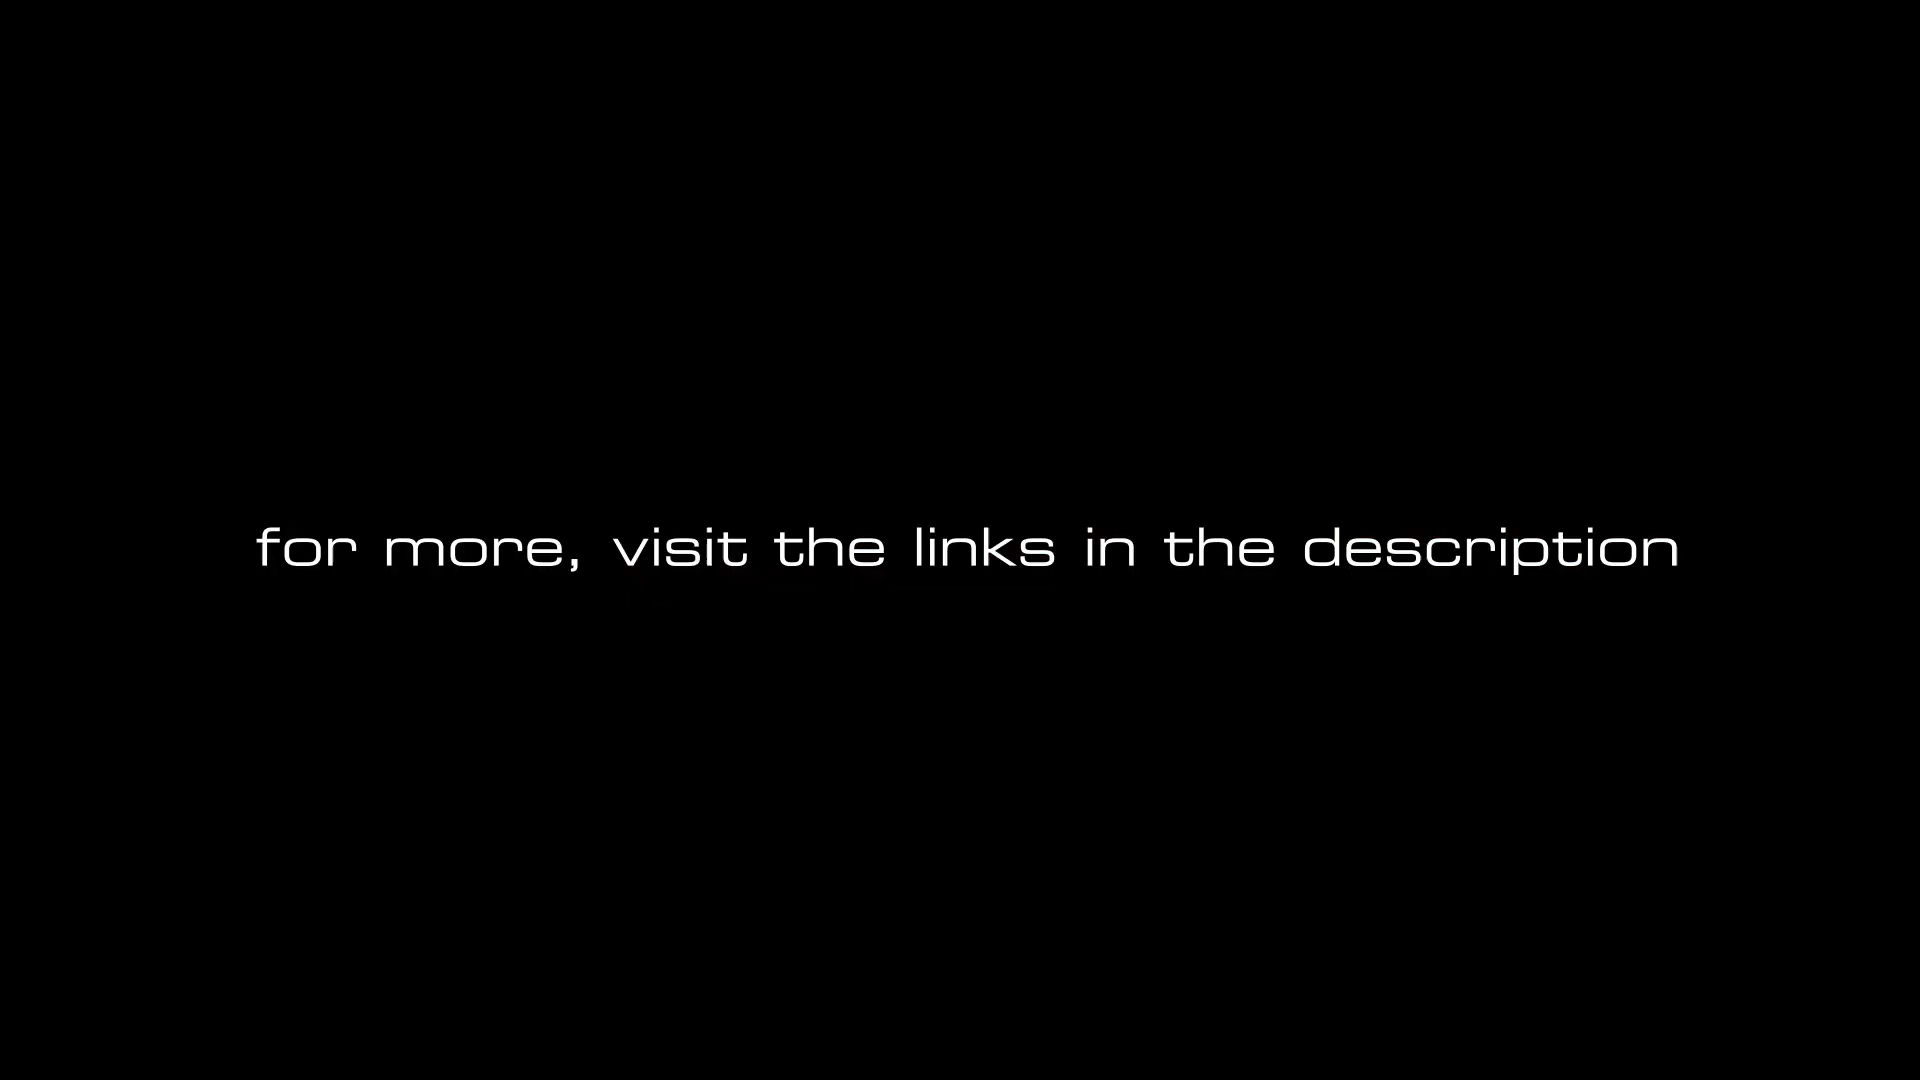 for more, visit the links in the description